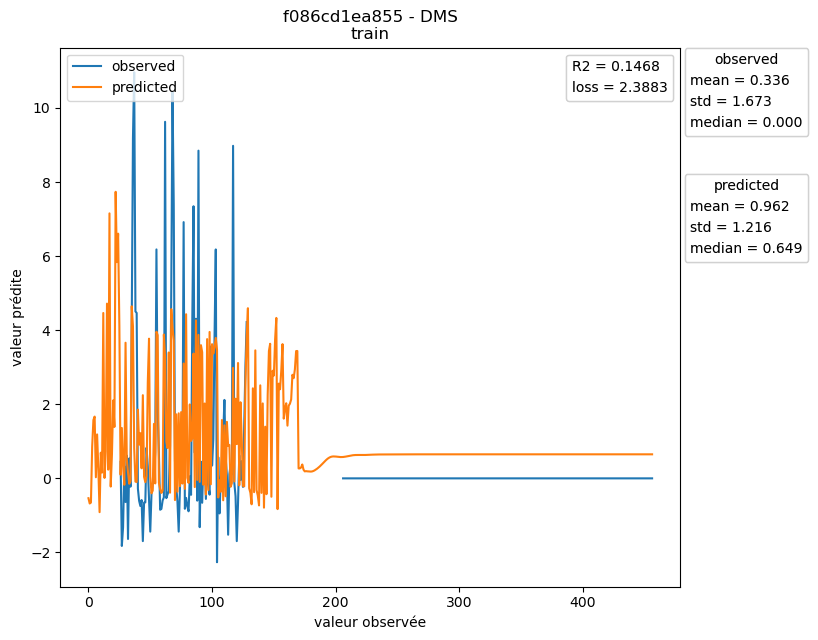 f086cd1ea855 - DMS
train
observed
predicted
R2 = 0.1468
loss = 2.3883
observed
mean = 0.336
std = 1.673
median = 0.000
predicted
mean = 0.962
std = 1.216
median = 0.649
valeur prédite
10
8
6
4
2
0
−2
0
100
200
300
400
valeur observée